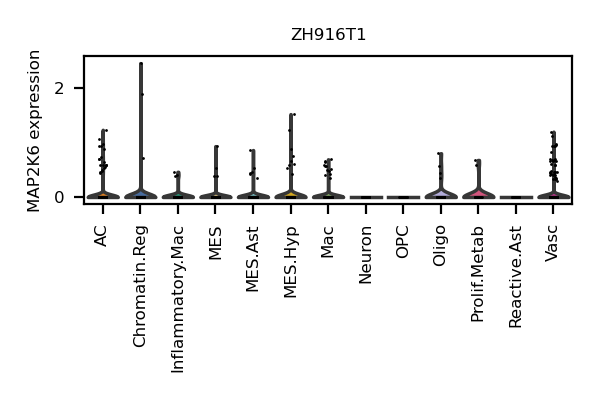 ZH916T1
MAP2K6 expression
2
0
AC
Chromatin.Reg
Inflammatory.Mac
MES
MES.Ast
MES.Hyp
Mac
Neuron
OPC
Oligo
Prolif.Metab
Reactive.Ast
Vasc